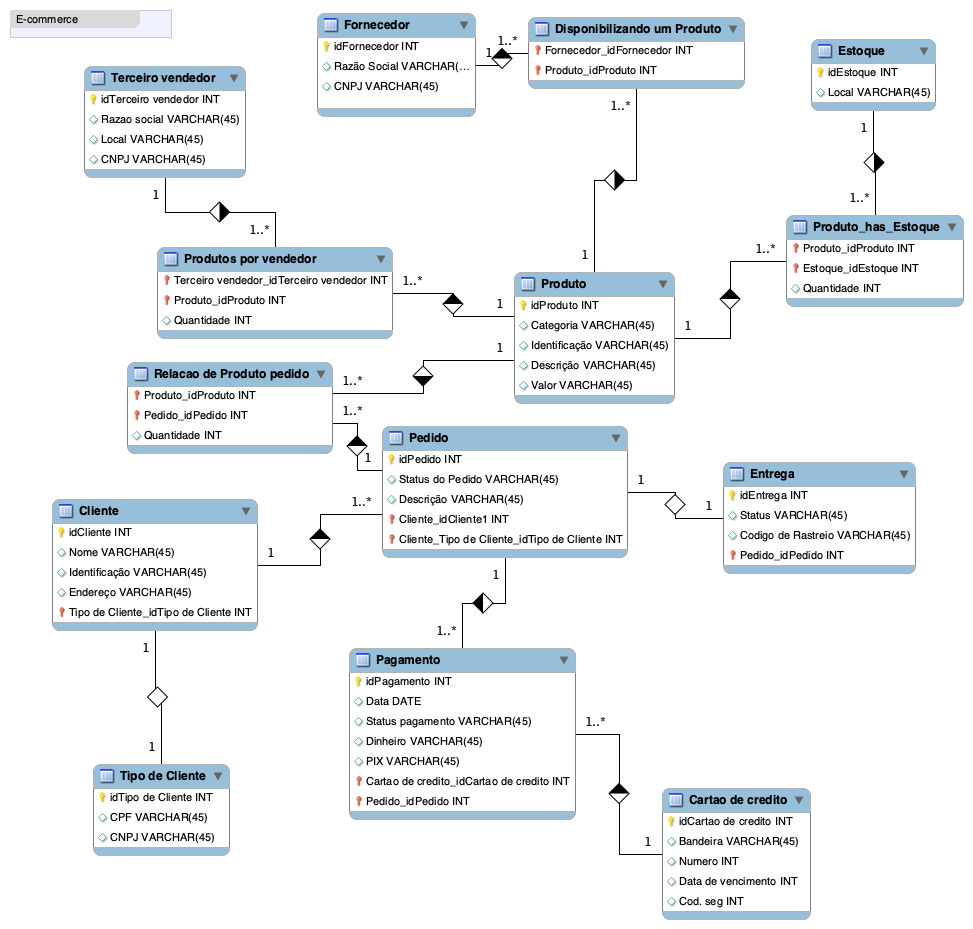 E-commerce
Fornecedor
idFornecedor INT
Razão Social VARCHAR(...
CNPJ VARCHAR(45)
1
1..*
Disponibilizando um Produto
Fornecedor_idFornecedor INT
Produto_idProduto INT
1..*
1
Estoque
idEstoque INT
Local VARCHAR(45)
1
1..*
Terceiro vendedor
idTerceiro vendedor INT
Razao social VARCHAR(45)
Local VARCHAR(45)
CNPJ VARCHAR(45)
1
1..*
Produto_has_Estoque
Produto_idProduto INT
Estoque_idEstoque INT
Quantidade INT
1..*
1
Produtos por vendedor
Terceiro vendedor_idTerceiro vendedor INT
Produto_idProduto INT
Quantidade INT
1..*
1
Produto
idProduto INT
Categoria VARCHAR(45)
Identificação VARCHAR(45)
Descrição VARCHAR(45)
Valor VARCHAR(45)
1
1..*
Relacao de Produto pedido
Produto_idProduto INT
Pedido_idPedido INT
Quantidade INT
1..*
1
Pedido
idPedido INT
Status do Pedido VARCHAR(45)
Descrição VARCHAR(45)
Cliente_idCliente1 INT
Cliente_Tipo de Cliente_idTipo de Cliente INT
1
1
Entrega
idEntrega INT
Status VARCHAR(45)
Codigo de Rastreio VARCHAR(45)
Pedido_idPedido INT
Cliente
idCliente INT
Nome VARCHAR(45)
Identificação VARCHAR(45)
Endereço VARCHAR(45)
Tipo de Cliente_idTipo de Cliente INT
1..*
1
1
1
1
1..*
Pagamento
idPagamento INT
Data DATE
Status pagamento VARCHAR(45)
Dinheiro VARCHAR(45)
PIX VARCHAR(45)
Cartao de credito_idCartao de credito INT
Pedido_idPedido INT
1..*
1
Tipo de Cliente
idTipo de Cliente INT
CPF VARCHAR(45)
CNPJ VARCHAR(45)
Cartao de credito
idCartao de credito INT
Bandeira VARCHAR(45)
Numero INT
Data de vencimento INT
Cod. seg INT